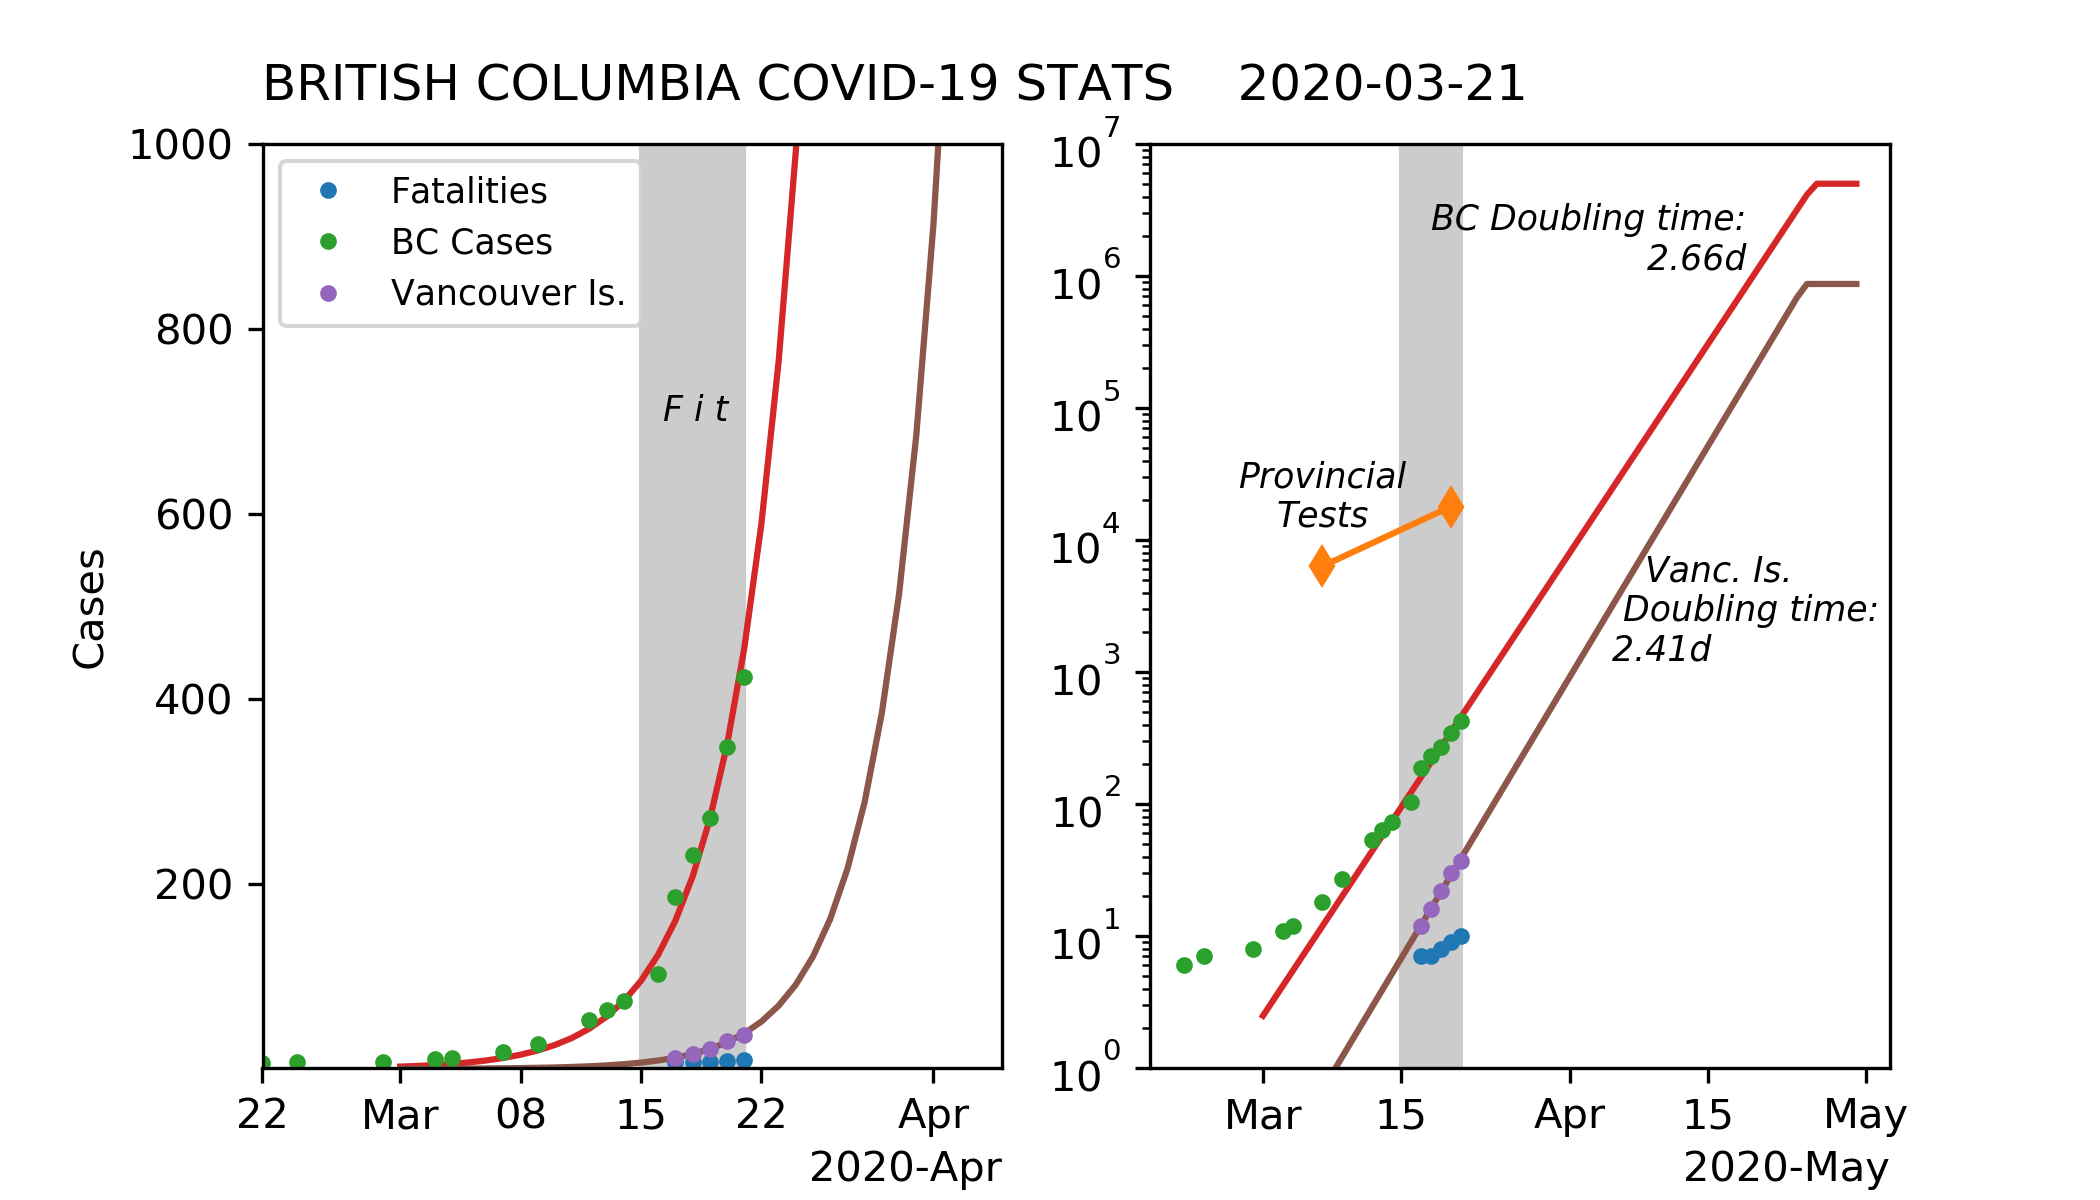 BRITISH COLUMBIA COVID-19 STATS    2020-03-21
1000
800
600
400
200
Cases
Fatalities
BC Cases
Vancouver Is.
F i t
22 Mar 08 15 22 Apr
2020-Apr
10^7
10^6
10^5
10^4
10^3
10^2
10^1
10^0
BC Doubling time:
2.66d
Provincial
Tests
Vanc. Is.
Doubling time:
2.41d
Mar 15 Apr 15 May
2020-May